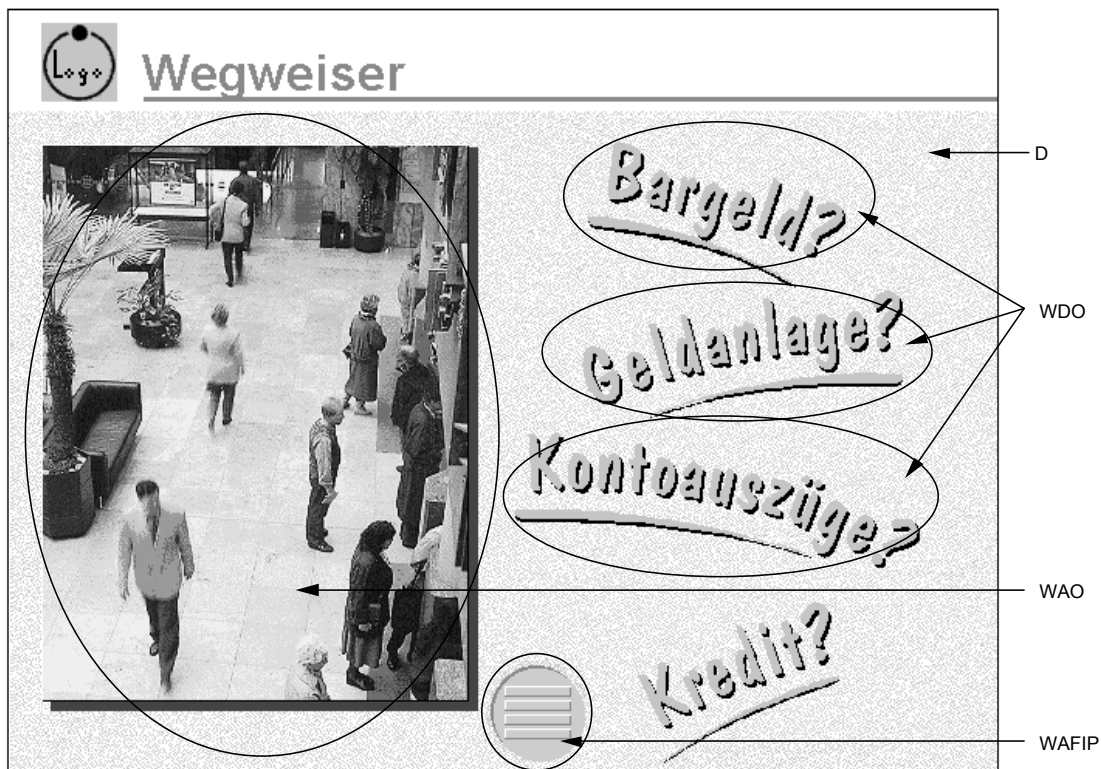 Logo
Wegweiser
Bargeld?
D
WDO
Geldanlage?
Kontoauszüge?
WAO
Kredit?
WAFIP